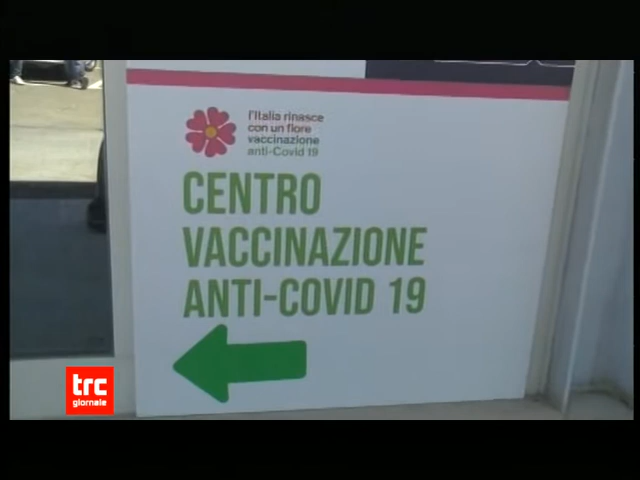 l'Italia rinasce
con un fiore
vaccinazione
anti-Covid 19
CENTRO
VACCINAZIONE
ANTI-COVID 19
trc
giornale